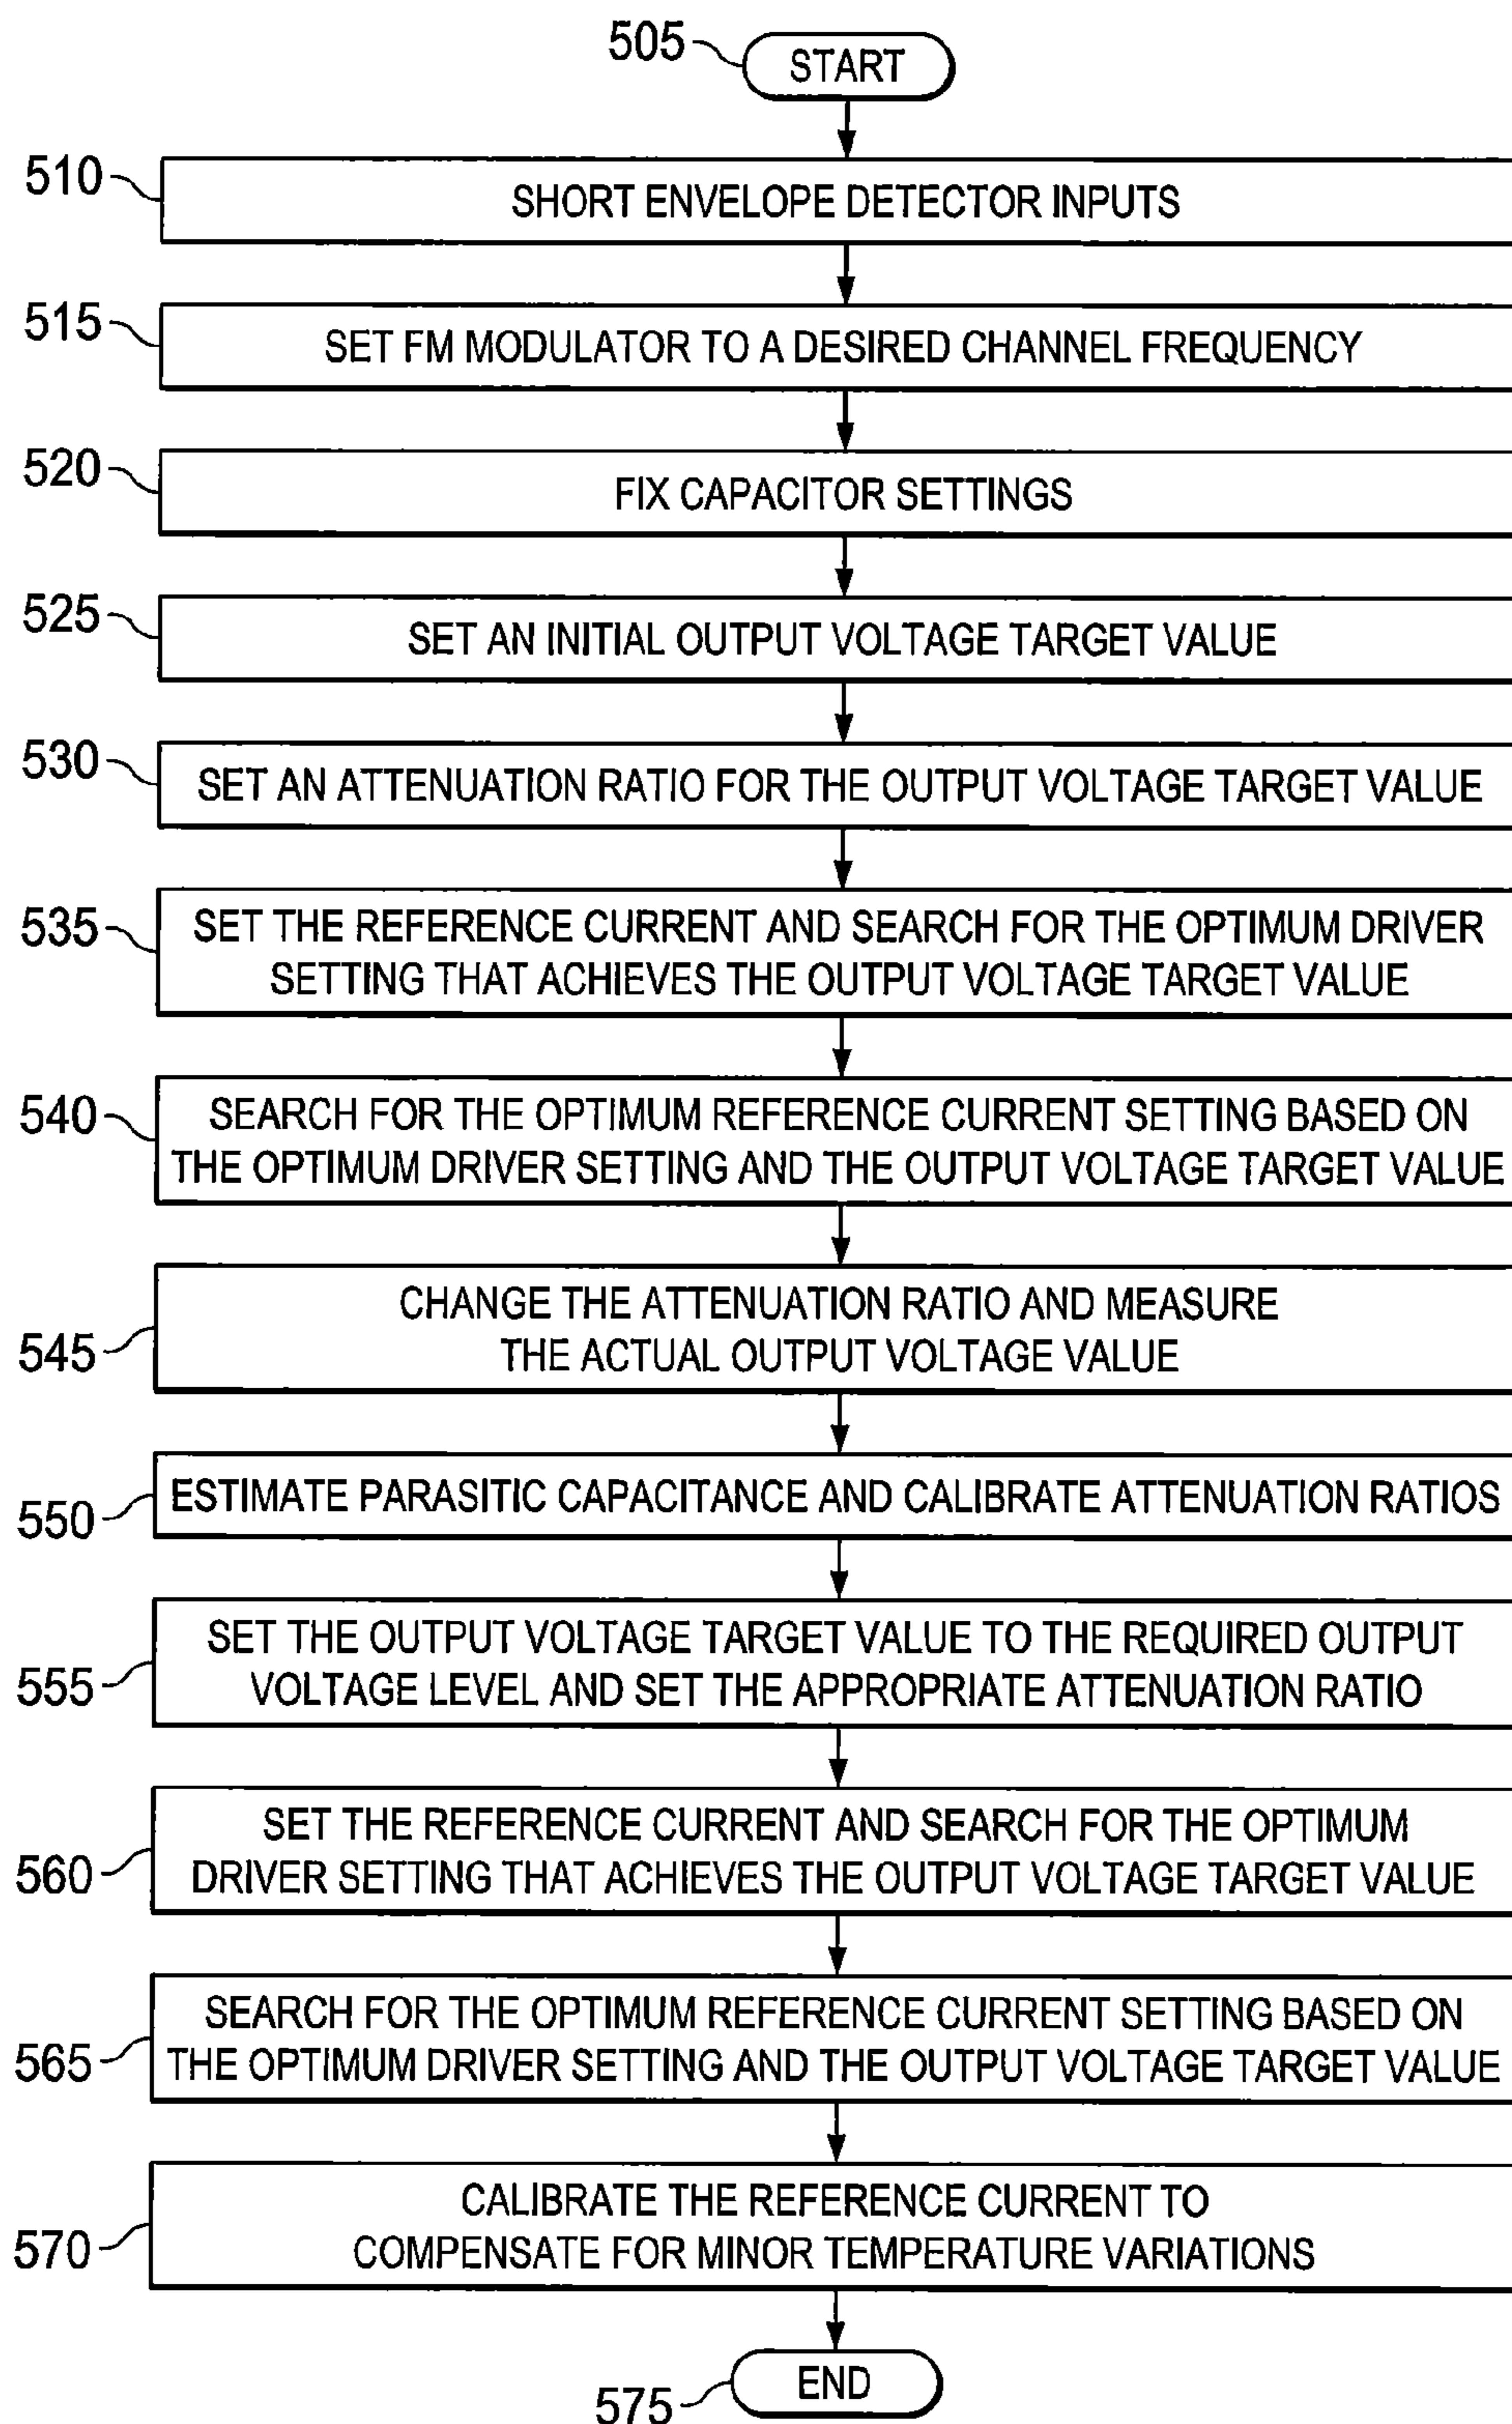 505
START
510
SHORT ENVELOPE DETECTOR INPUTS
515
SET FM MODULATOR TO A DESIRED CHANNEL FREQUENCY
520
FIX CAPACITOR SETTINGS
525
SET AN INITIAL OUTPUT VOLTAGE TARGET VALUE
530
SET AN ATTENUATION RATIO FOR THE OUTPUT VOLTAGE TARGET VALUE
535
SET THE REFERENCE CURRENT AND SEARCH FOR THE OPTIMUM DRIVER
SETTING THAT ACHIEVES THE OUTPUT VOLTAGE TARGET VALUE
540
SEARCH FOR THE OPTIMUM REFERENCE CURRENT SETTING BASED ON
THE OPTIMUM DRIVER SETTING AND THE OUTPUT VOLTAGE TARGET VALUE
545
CHANGE THE ATTENUATION RATIO AND MEASURE
THE ACTUAL OUTPUT VOLTAGE VALUE
550
ESTIMATE PARASITIC CAPACITANCE AND CALIBRATE ATTENUATION RATIOS
555
SET THE OUTPUT VOLTAGE TARGET VALUE TO THE REQUIRED OUTPUT
VOLTAGE LEVEL AND SET THE APPROPRIATE ATTENUATION RATIO
560
SET THE REFERENCE CURRENT AND SEARCH FOR THE OPTIMUM
DRIVER SETTING THAT ACHIEVES THE OUTPUT VOLTAGE TARGET VALUE
565
SEARCH FOR THE OPTIMUM REFERENCE CURRENT SETTING BASED ON
THE OPTIMUM DRIVER SETTING AND THE OUTPUT VOLTAGE TARGET VALUE
570
CALIBRATE THE REFERENCE CURRENT TO
COMPENSATE FOR MINOR TEMPERATURE VARIATIONS
575
END